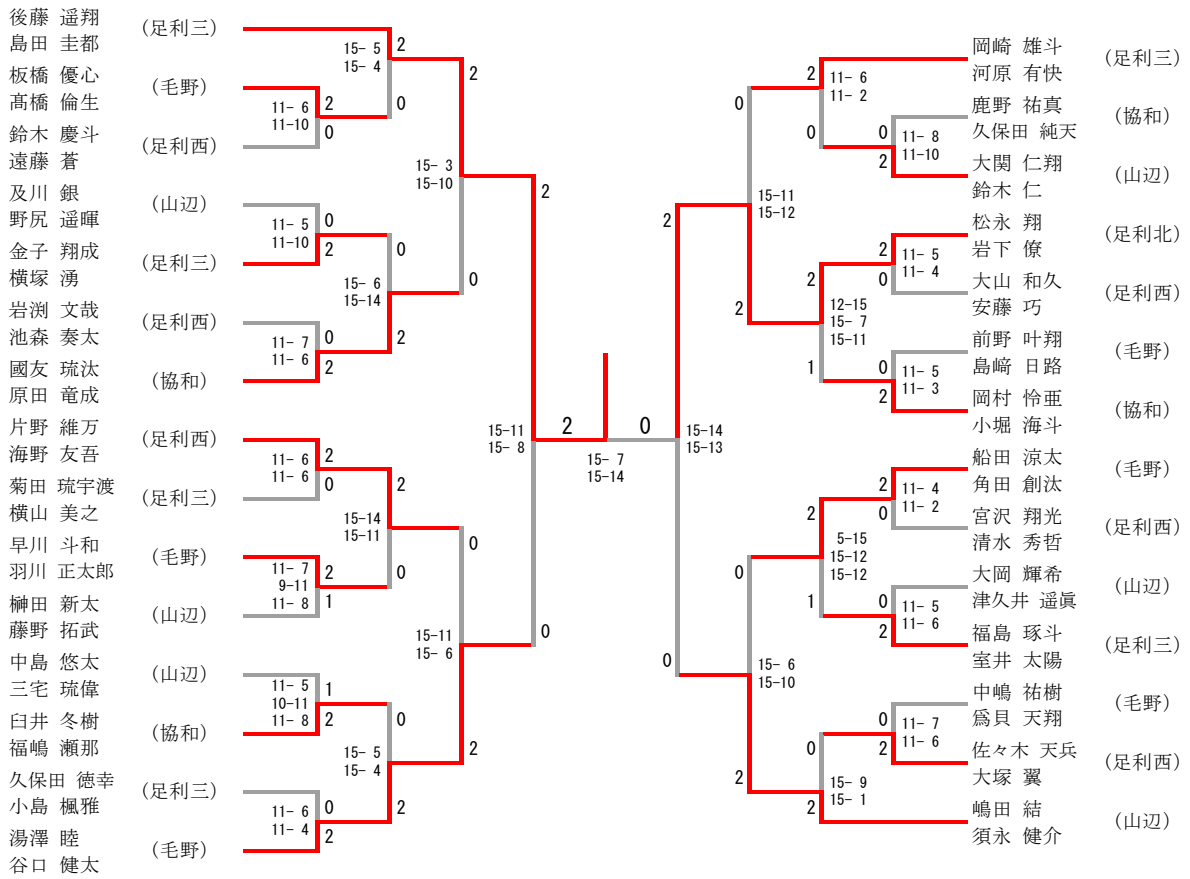 後藤 遥翔
島田 圭都
(足利三)
板橋 優心
髙橋 倫生
(毛野)
鈴木 慶斗
遠藤 蒼
(足利西)
及川 銀
野尻 遥暉
(山辺)
金子 翔成
横塚 湧
(足利三)
岩渕 文哉
池森 奏太
(足利西)
國友 琉汰
原田 竜成
(協和)
片野 維万
海野 友吾
(足利西)
菊田 琉宇渡
横山 美之
(足利三)
早川 斗和
羽川 正太郎
(毛野)
榊田 新太
藤野 拓武
(山辺)
中島 悠太
三宅 琉偉
(山辺)
臼井 冬樹
福嶋 瀬那
(協和)
久保田 徳幸
小島 楓雅
(足利三)
湯澤 睦
谷口 健太
(毛野)
11- 6
11-10
2
0
11- 5
11-10
0
2
11- 7
11- 6
0
2
11- 6
11- 6
2
0
11- 7
9-11
11- 8
2
1
11- 5
10-11
11- 8
1
2
11- 6
11- 4
0
2
15- 5
15- 4
2
0
15- 6
15-14
0
2
15-14
15-11
2
0
15- 5
15- 4
0
2
15- 3
15-10
2
0
15-11
15- 6
0
2
15-11
15- 8
2
0
2
0
15- 7
15-14
15-14
15-13
2
0
15-11
15-12
0
2
15- 6
15-10
0
2
11- 6
11- 2
2
0
12-15
15- 7
15-11
2
1
5-15
15-12
15-12
2
1
15- 9
15- 1
0
2
11- 8
11-10
0
2
11- 5
11- 4
2
0
11- 5
11- 3
0
2
11- 4
11- 2
2
0
11- 5
11- 6
0
2
11- 7
11- 6
0
2
岡崎 雄斗
河原 有快
(足利三)
鹿野 祐真
久保田 純天
(協和)
大関 仁翔
鈴木 仁
(山辺)
松永 翔
岩下 僚
(足利北)
大山 和久
安藤 巧
(足利西)
前野 叶翔
島﨑 日路
(毛野)
岡村 怜亜
小堀 海斗
(協和)
船田 涼太
角田 創汰
(毛野)
宮沢 翔光
清水 秀哲
(足利西)
大岡 輝希
津久井 遥眞
(山辺)
福島 琢斗
室井 太陽
(足利三)
中嶋 祐樹
爲貝 天翔
(毛野)
佐々木 天兵
大塚 翼
(足利西)
嶋田 結
須永 健介
(山辺)